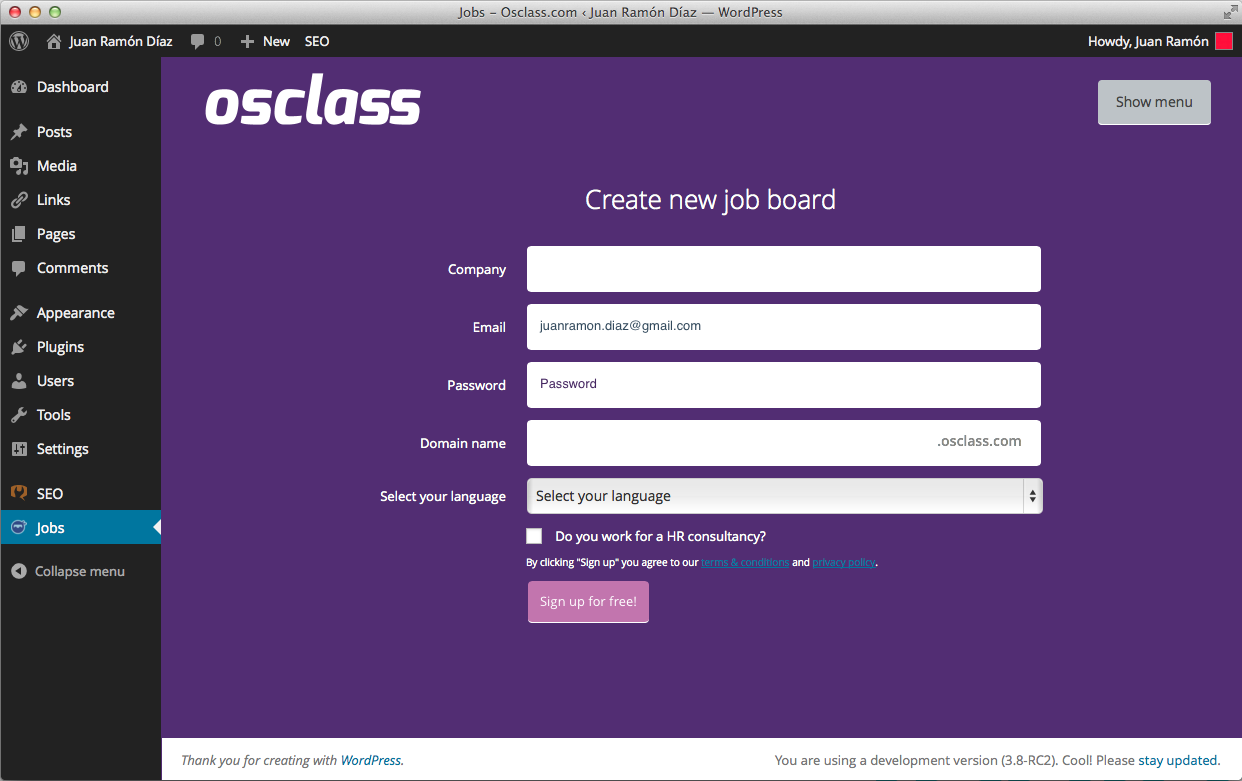 Jobs – Osclass.com ‹ Juan Ramón Díaz — WordPress
Juan Ramón Díaz 0 New SEO Howdy, Juan Ramón
Dashboard
Posts
Media
Links
Pages
Comments
Appearance
Plugins
Users
Tools
Settings
SEO
Jobs
Collapse menu
osclass
Show menu
Create new job board
Company
Email juanramon.diaz@gmail.com
Password Password
Domain name .osclass.com
Select your language Select your language
Do you work for a HR consultancy?
By clicking "Sign up" you agree to our terms & conditions and privacy policy.
Sign up for free!
Thank you for creating with WordPress. You are using a development version (3.8-RC2). Cool! Please stay updated.